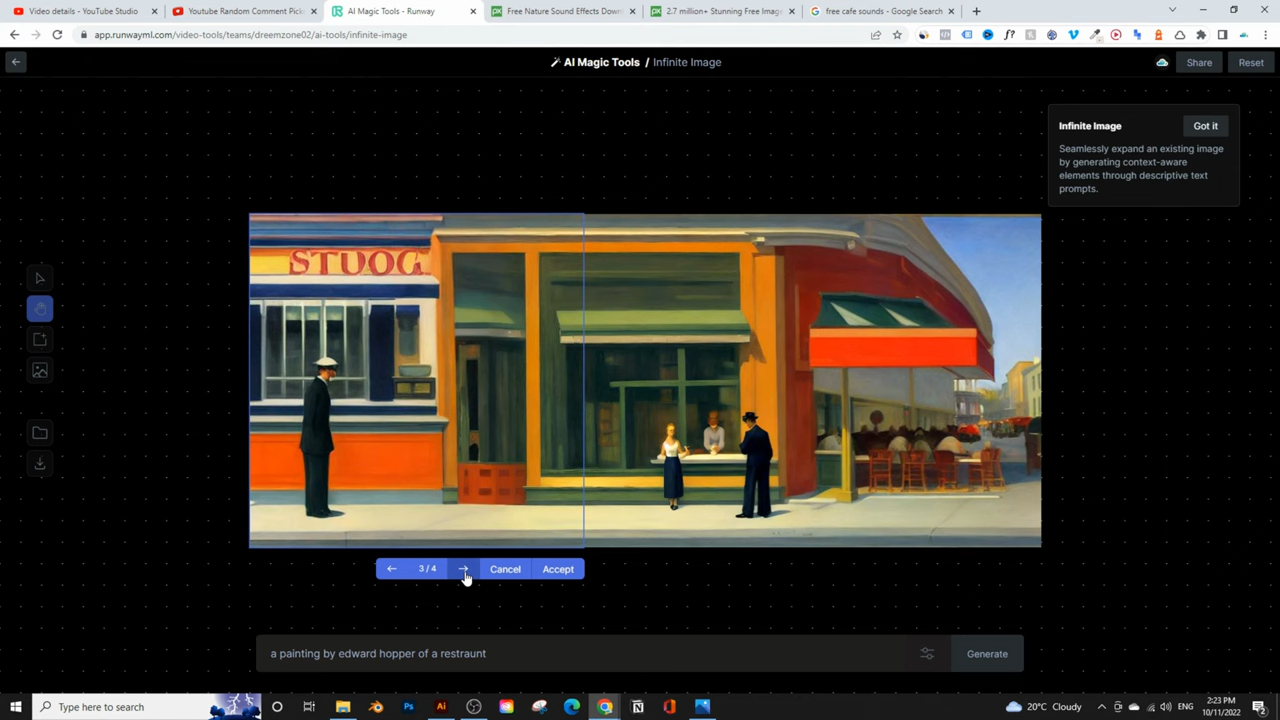 Video details - YouTube Studio
Youtube Random Comment Pick
AI Magic Tools - Runway
Free Nature Sound Effects Down
2.7 million+ Stunning Free Image
free cafe sounds - Google Search
app.runwayml.com/video-tools/teams/dreemzone02/ai-tools/infinite-image
AI Magic Tools / Infinite Image
Share
Reset
Infinite Image
Got it
Seamlessly expand an existing image
by generating context-aware
elements through descriptive text
prompts.
STUOG
3 / 4
Cancel
Accept
a painting by edward hopper of a restraunt
Generate
Type here to search
Ps
Ai
20°C Cloudy
ENG
2:23 PM
10/11/2022
2